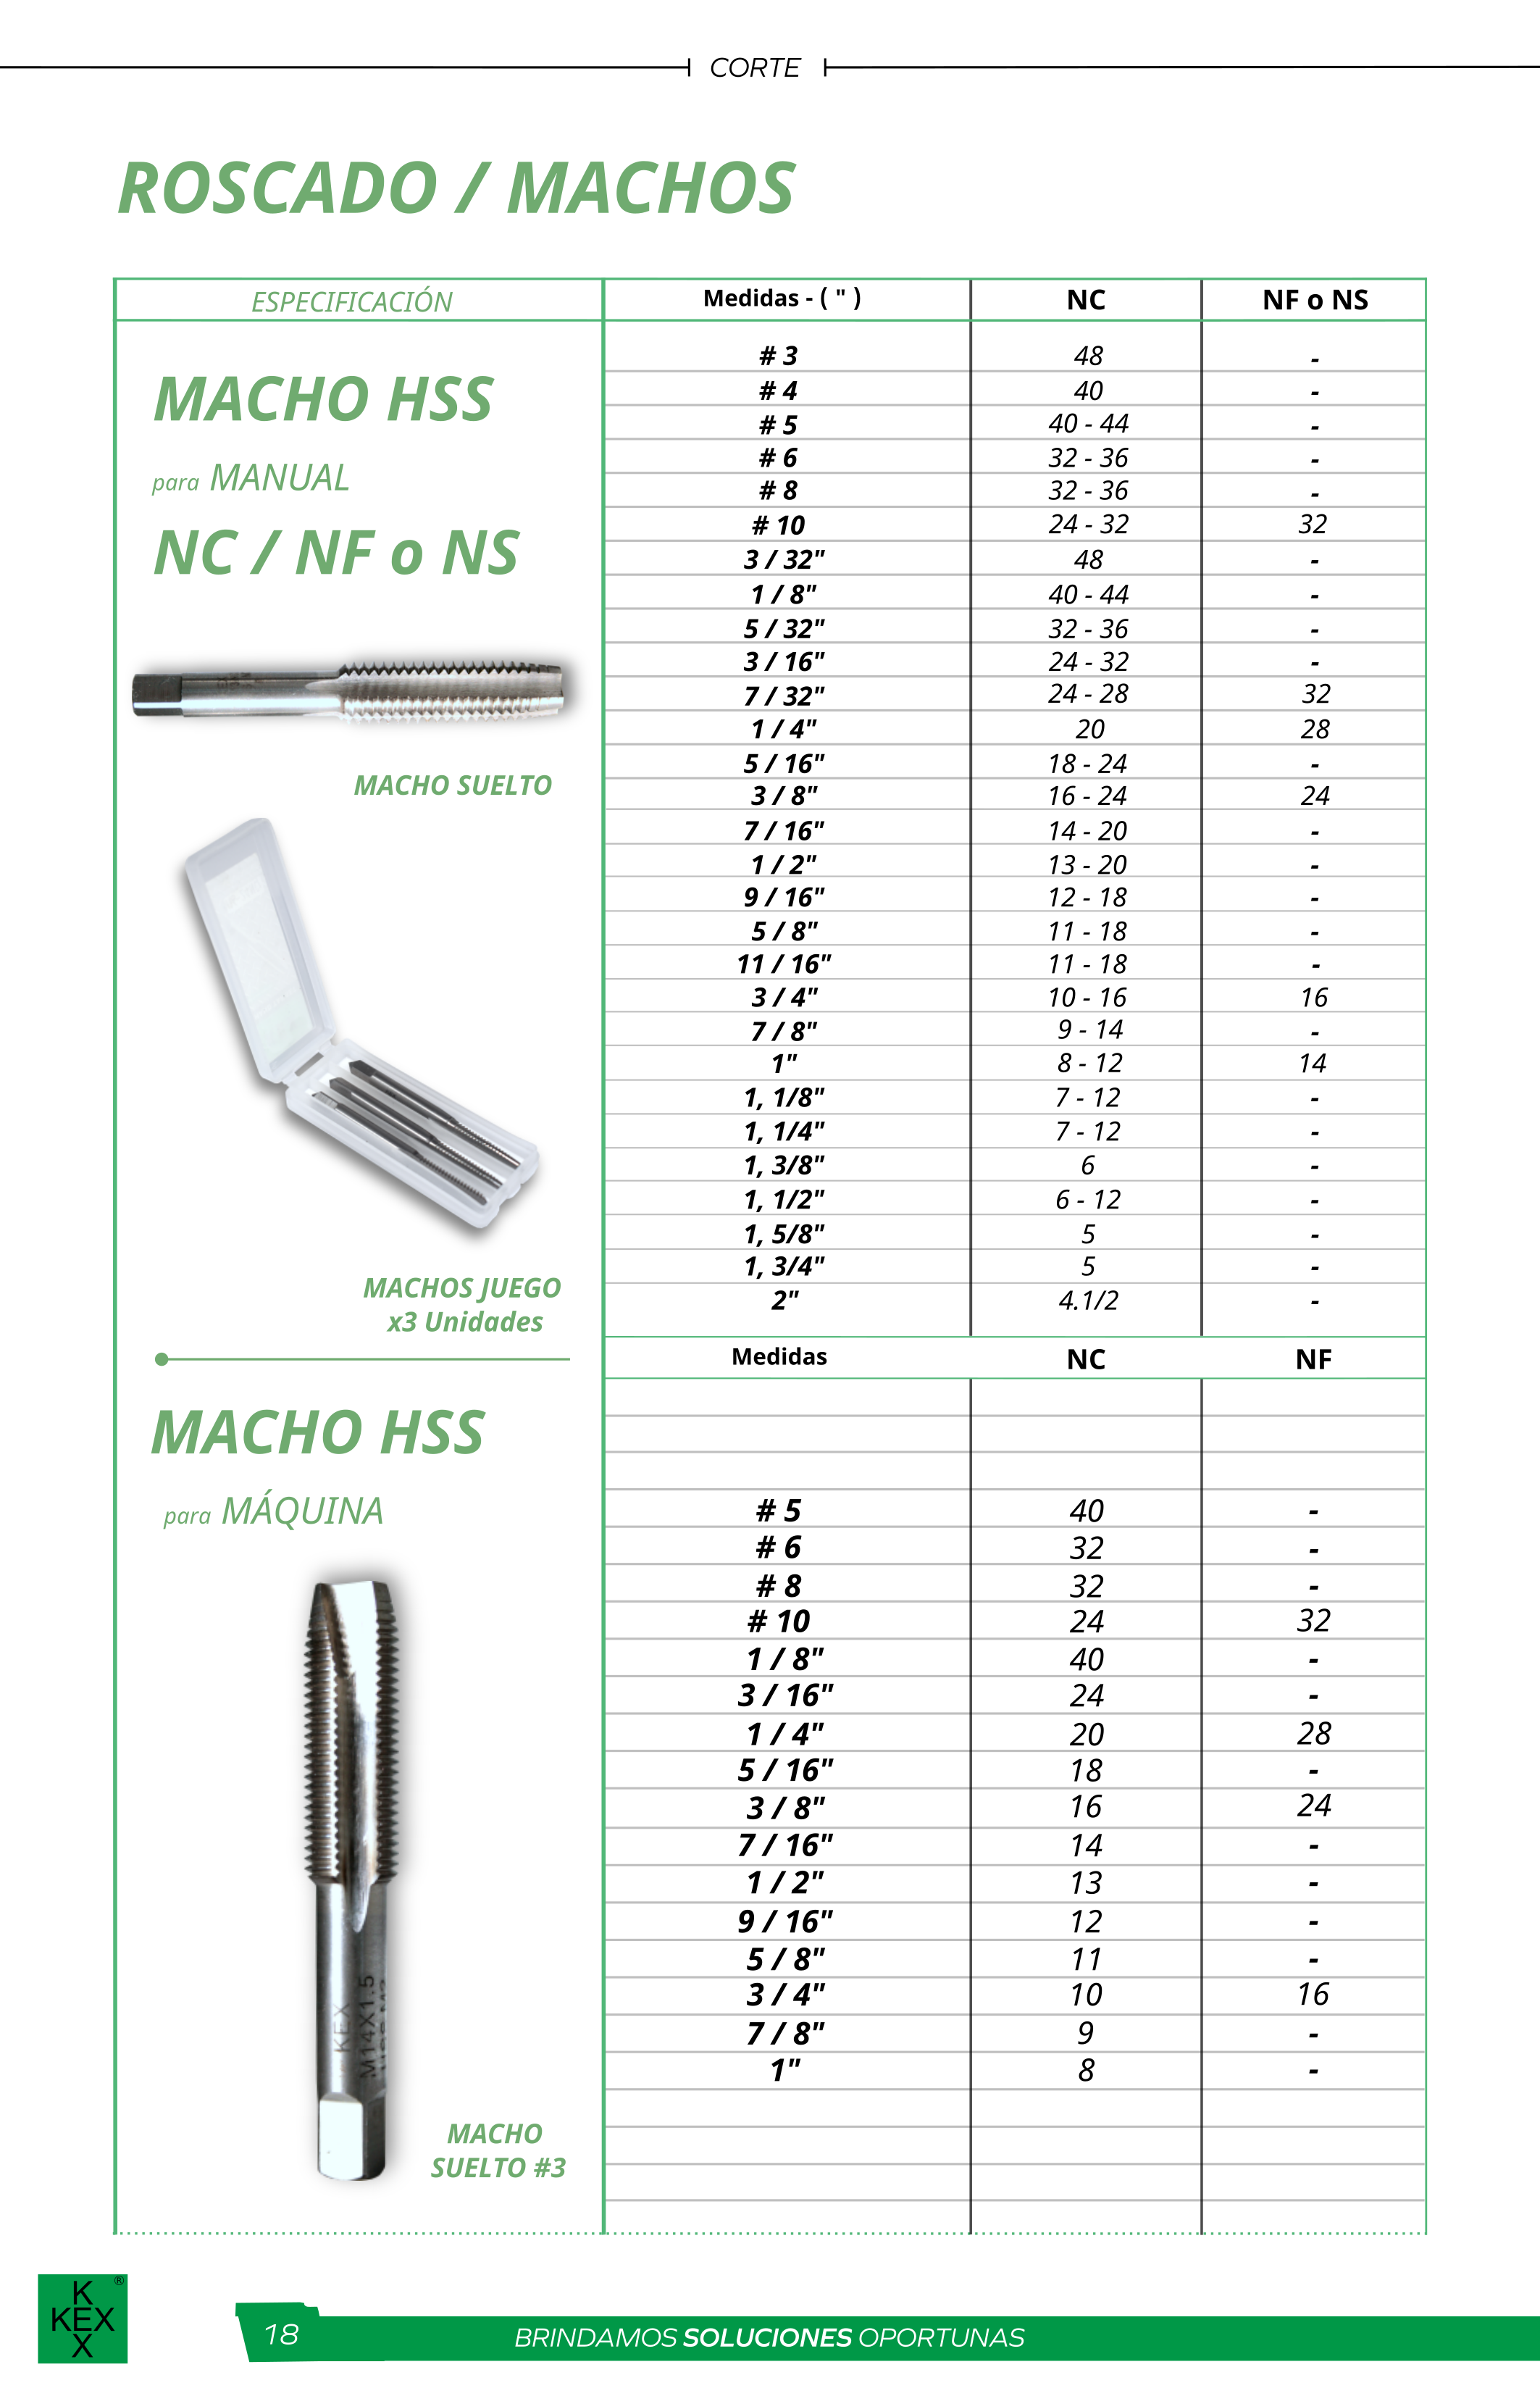 CORTE
ROSCADO / MACHOS
ESPECIFICACIÓN
MACHO HSS
para MANUAL
NC / NF o NS
MACHO SUELTO
MACHOS JUEGO
x3 Unidades
Medidas - ( " ) NC NF o NS
# 3 48 -
# 4 40 -
# 5 40 - 44 -
# 6 32 - 36 -
# 8 32 - 36 -
# 10 24 - 32 32
3 / 32" 48 -
1 / 8" 40 - 44 -
5 / 32" 32 - 36 -
3 / 16" 24 - 32 -
7 / 32" 24 - 28 32
1 / 4" 20 28
5 / 16" 18 - 24 -
3 / 8" 16 - 24 24
7 / 16" 14 - 20 -
1 / 2" 13 - 20 -
9 / 16" 12 - 18 -
5 / 8" 11 - 18 -
11 / 16" 11 - 18 -
3 / 4" 10 - 16 16
7 / 8" 9 - 14 -
1" 8 - 12 14
1, 1/8" 7 - 12 -
1, 1/4" 7 - 12 -
1, 3/8" 6 -
1, 1/2" 6 - 12 -
1, 5/8" 5 -
1, 3/4" 5 -
2" 4.1/2 -
MACHO HSS
para MÁQUINA
KEX
M14X1.5
MACHO
SUELTO #3
Medidas NC NF
# 5 40 -
# 6 32 -
# 8 32 -
# 10 24 32
1 / 8" 40 -
3 / 16" 24 -
1 / 4" 20 28
5 / 16" 18 -
3 / 8" 16 24
7 / 16" 14 -
1 / 2" 13 -
9 / 16" 12 -
5 / 8" 11 -
3 / 4" 10 16
7 / 8" 9 -
1" 8 -
K ®
KEX
X
18
BRINDAMOS SOLUCIONES OPORTUNAS